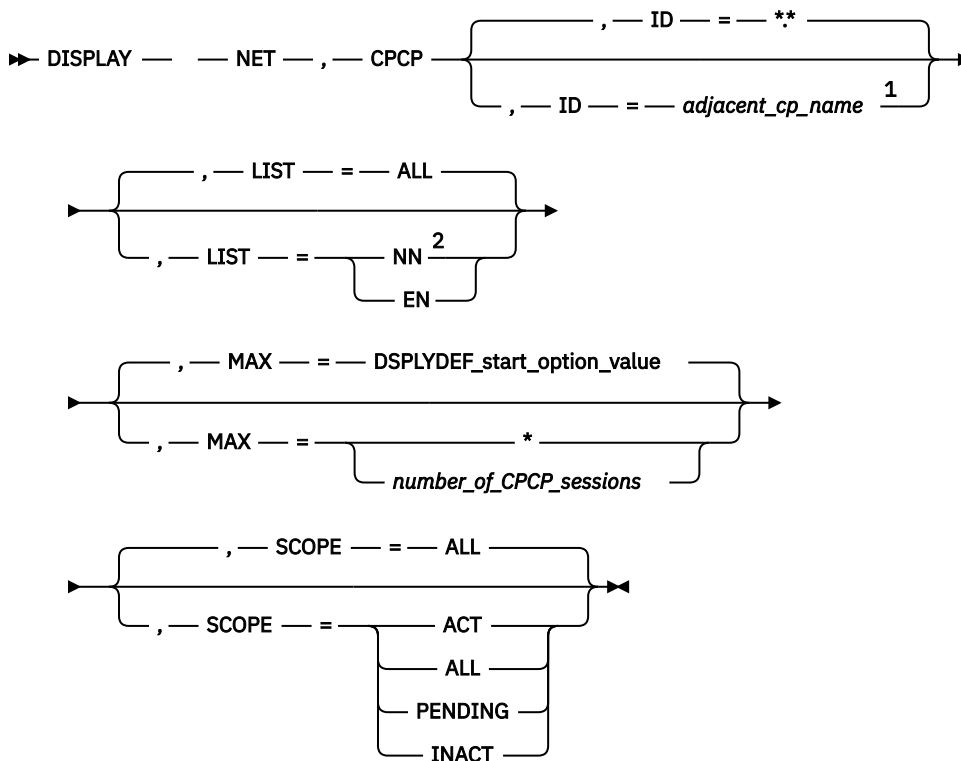 , ID = *.*
DISPLAY NET , CPCP
, ID = adjacent_cp_name 1
, LIST = ALL
, LIST = NN 2
EN
, MAX = DSPLYDEF_start_option_value
, MAX = *
number_of_CPCP_sessions
, SCOPE = ALL
, SCOPE = ACT
ALL
PENDING
INACT